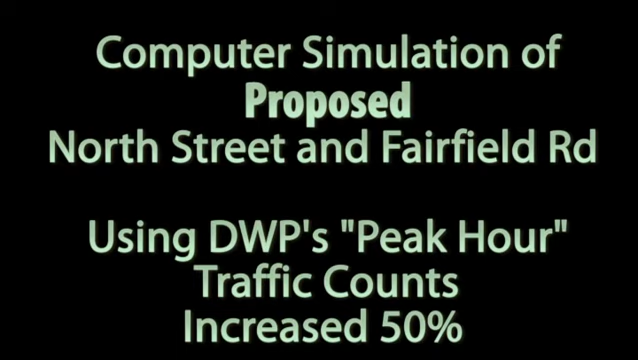 Computer Simulation of
Proposed
North Street and Fairfield Rd
Using DWP's "Peak Hour"
Traffic Counts
Increased 50%